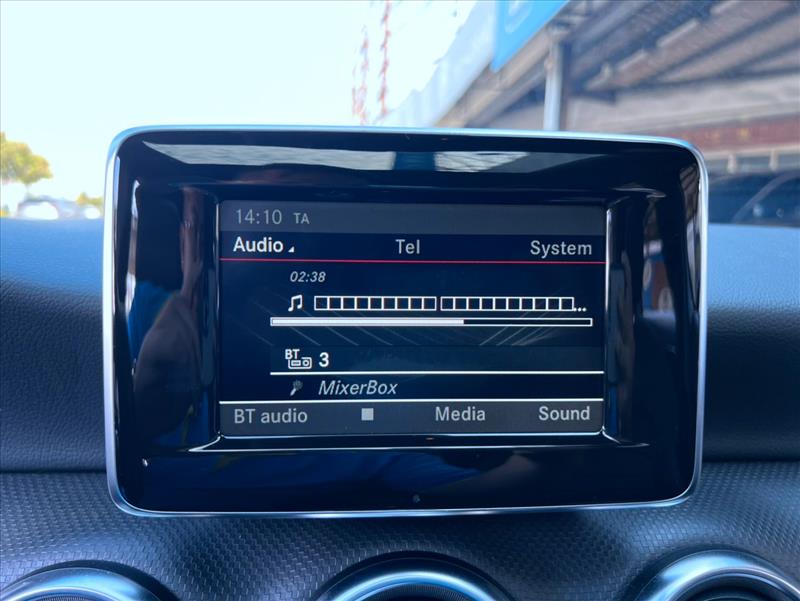 14:10 TA
Audio Tel System
02:38
BT 3
MixerBox
BT audio Media Sound